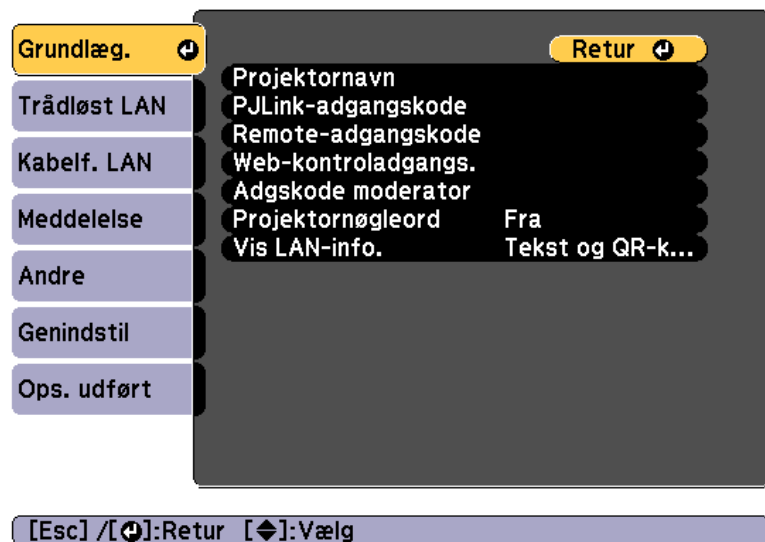 Grundlæg.
Retur
Projektornavn
Trådløst LAN
PJLink-adgangskode
Remote-adgangskode
Kabelf. LAN
Web-kontroladgangs.
Adgskode moderator
Meddelelse
Projektornøgleord Fra
Vis LAN-info. Tekst og QR-k...
Andre
Genindstil
Ops. udført
[Esc] /[⏎]:Retur [◆]:Vælg